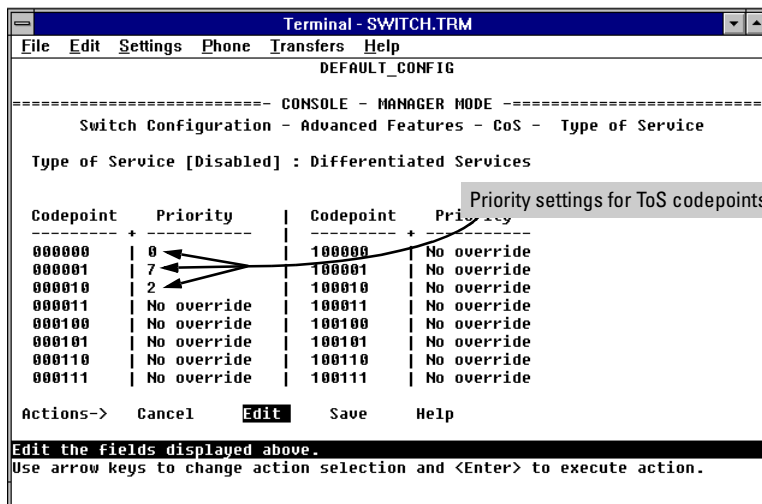 Terminal - SWITCH.TRM
File Edit Settings Phone Transfers Help
DEFAULT_CONFIG
==========================- CONSOLE - MANAGER MODE -==========================
Switch Configuration - Advanced Features - CoS - Type of Service
Type of Service [Disabled] : Differentiated Services
Priority settings for ToS codepoints
Codepoint Priority | Codepoint Priority
--------- + ----------- | --------- + -----------
000000 | 0 | 100000 | No override
000001 | 7 | 100001 | No override
000010 | 2 | 100010 | No override
000011 | No override | 100011 | No override
000100 | No override | 100100 | No override
000101 | No override | 100101 | No override
000110 | No override | 100110 | No override
000111 | No override | 100111 | No override
Actions-> Cancel Edit Save Help
Edit the fields displayed above.
Use arrow keys to change action selection and <Enter> to execute action.